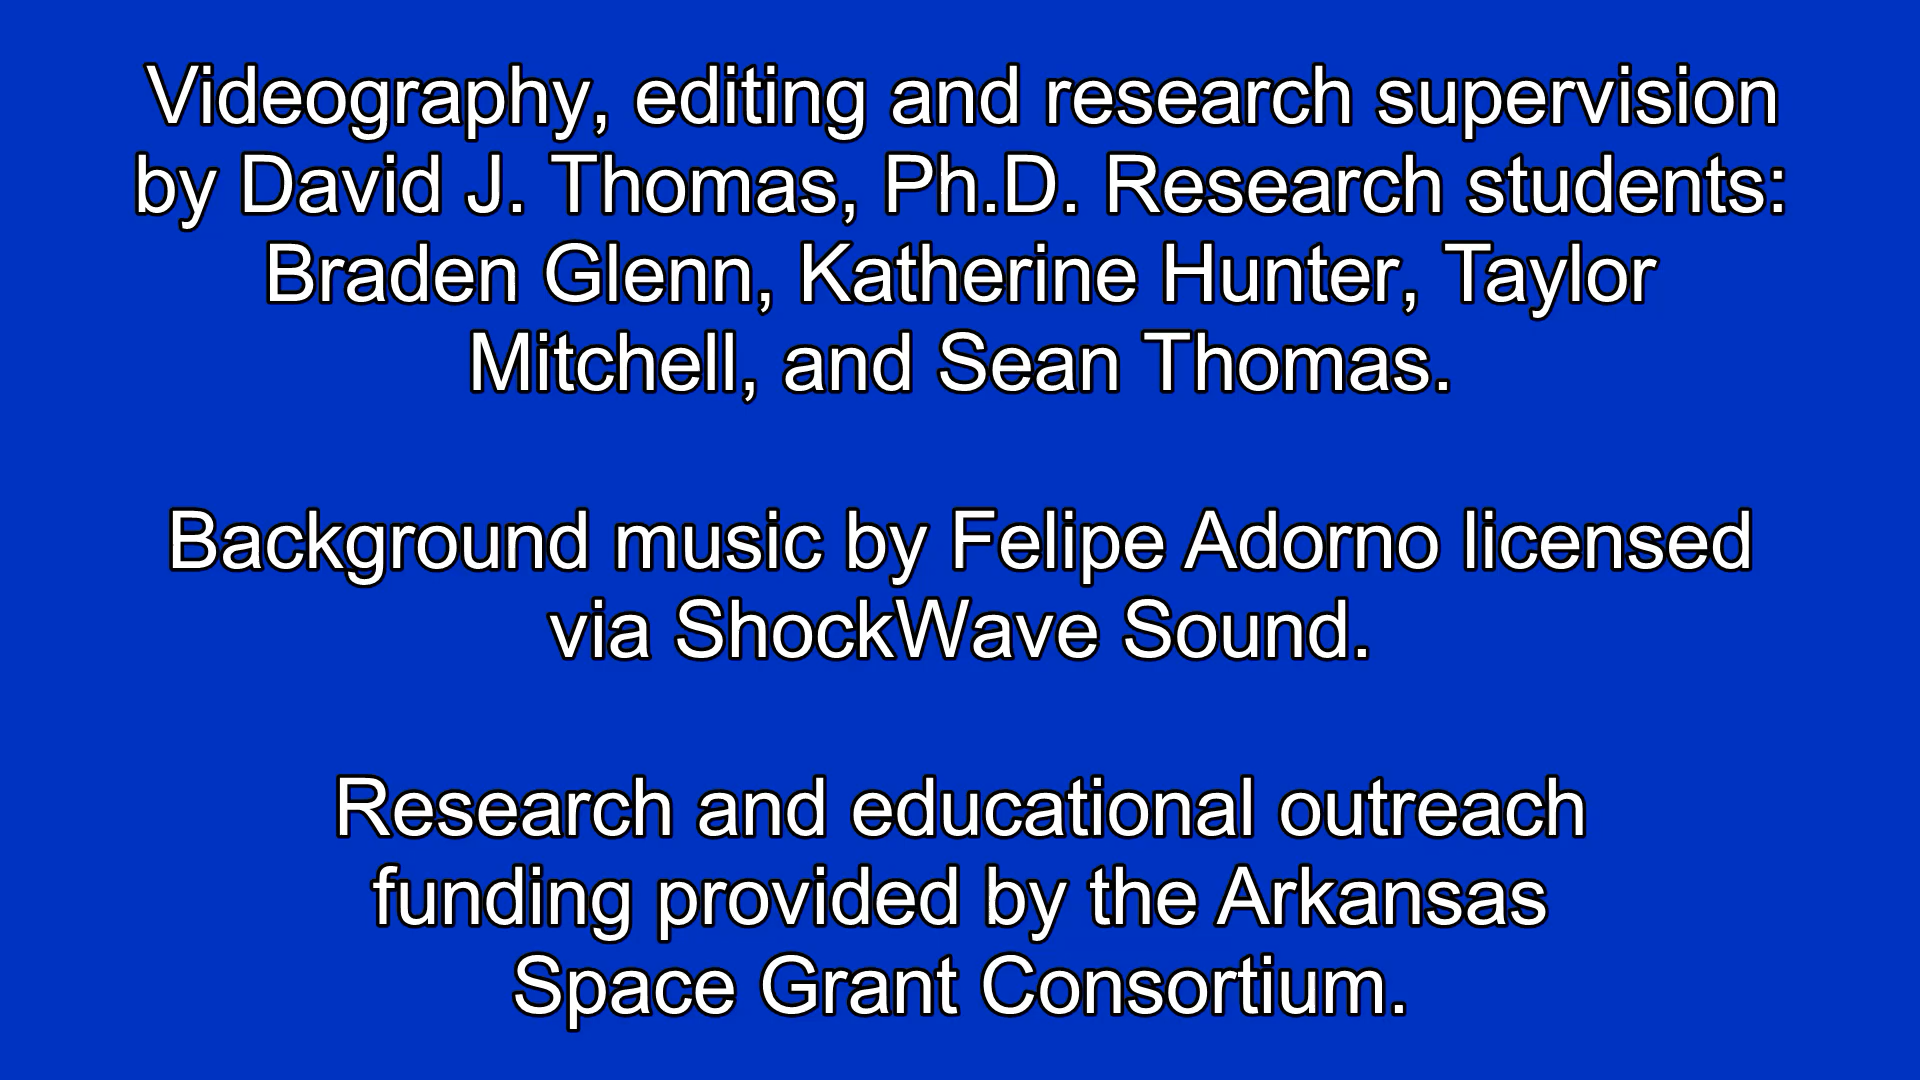 Videography, editing and research supervision
by David J. Thomas, Ph.D. Research students:
Braden Glenn, Katherine Hunter, Taylor
Mitchell, and Sean Thomas.
Background music by Felipe Adorno licensed
via ShockWave Sound.
Research and educational outreach
funding provided by the Arkansas
Space Grant Consortium.